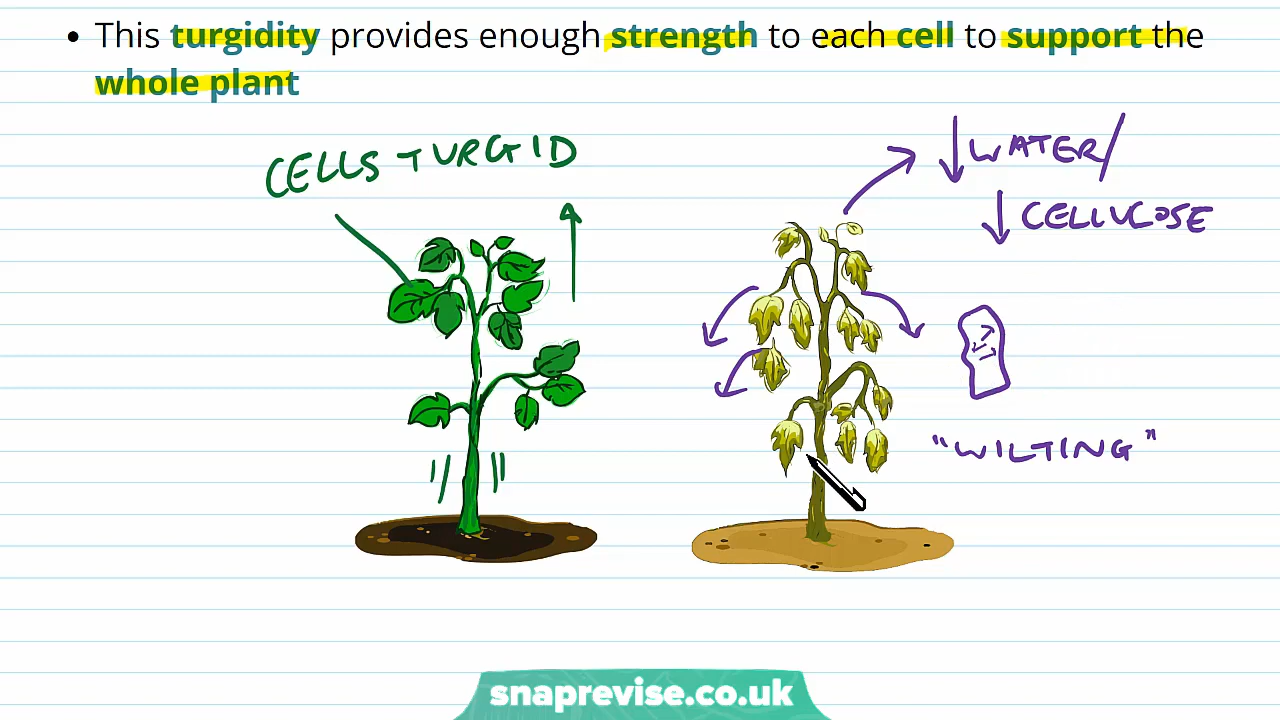 • This turgidity provides enough strength to each cell to support the
whole plant
CELLS TURGID
↓ WATER/
↓ CELLULOSE
"WILTING"
snaprevise.co.uk